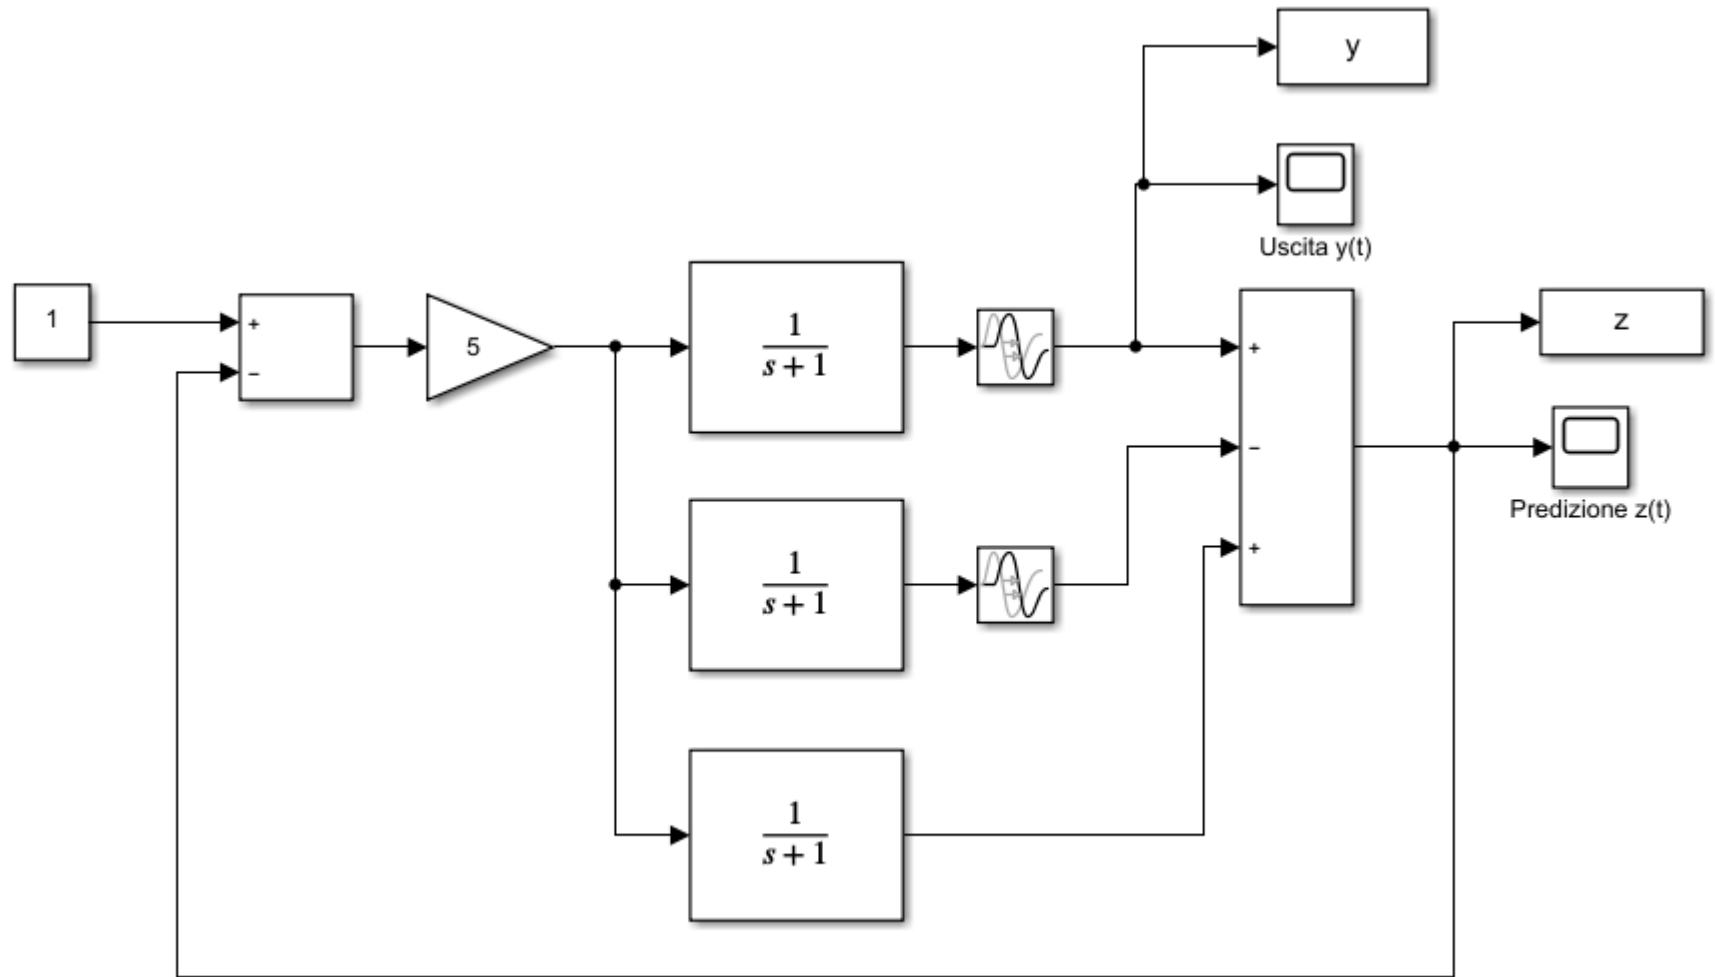 y
Uscita y(t)
1
+
−
5
1
s + 1
+
−
+
z
Predizione z(t)
1
s + 1
1
s + 1